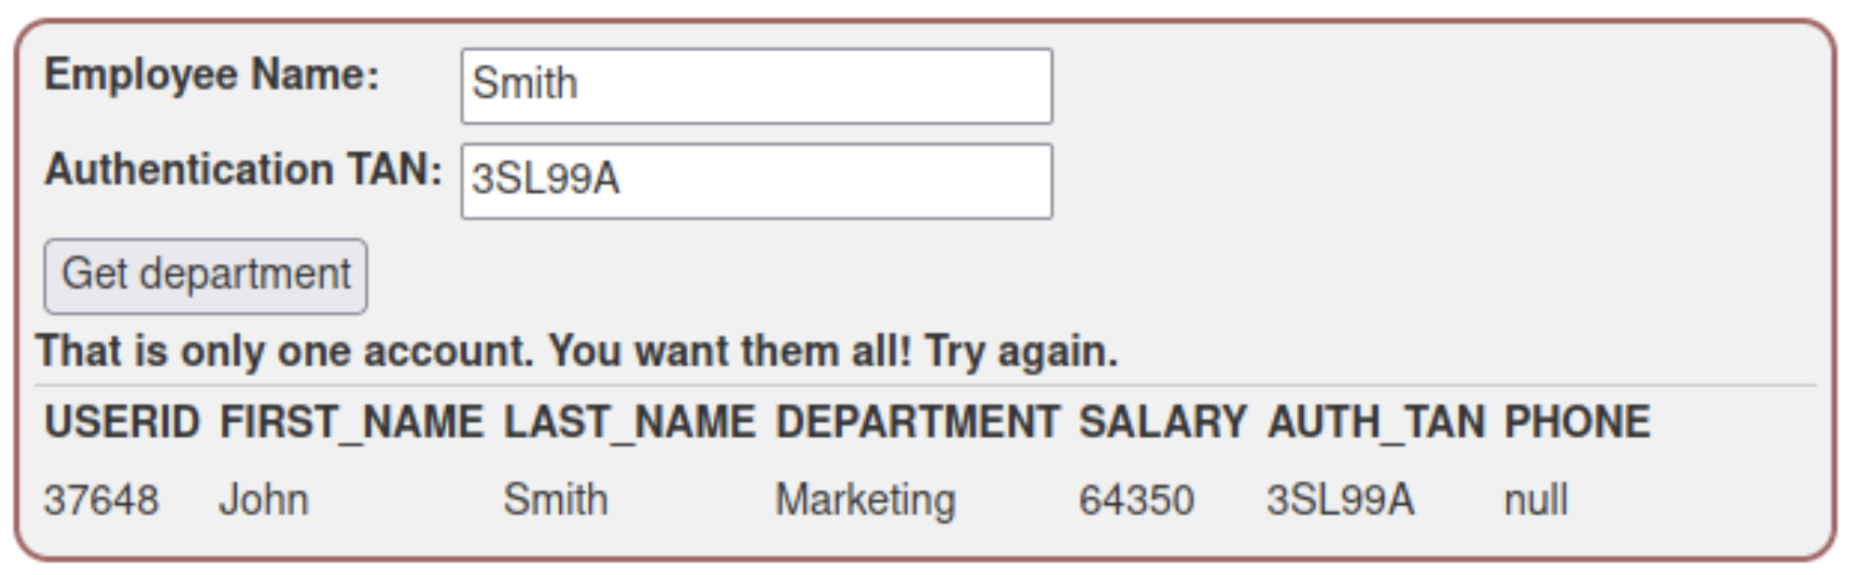 Employee Name: Smith
Authentication TAN: 3SL99A
Get department
That is only one account. You want them all! Try again.
USERID FIRST_NAME LAST_NAME DEPARTMENT SALARY AUTH_TAN PHONE
37648 John Smith Marketing 64350 3SL99A null